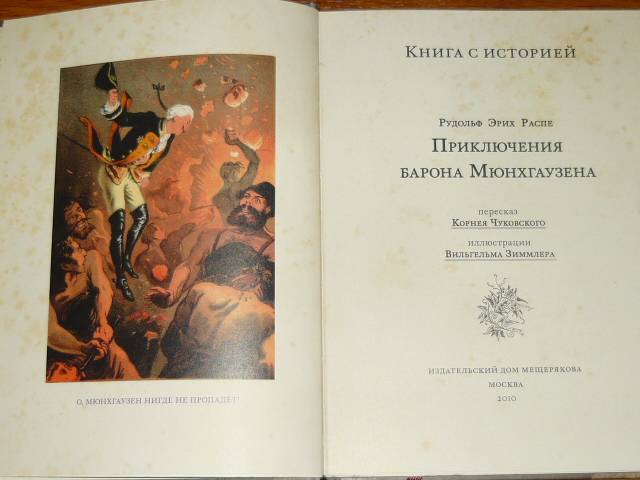 О, МЮНХГАУЗЕН НИГДЕ НЕ ПРОПАДЁТ!
КНИГА С ИСТОРИЕЙ
РУДОЛЬФ ЭРИХ РАСПЕ
ПРИКЛЮЧЕНИЯ
БАРОНА МЮНХГАУЗЕНА
пересказ
КОРНЕЯ ЧУКОВСКОГО
иллюстрации
ВИЛЬГЕЛЬМА ЗИММЛЕРА
ИЗДАТЕЛЬСКИЙ ДОМ МЕЩЕРЯКОВА
МОСКВА
2010